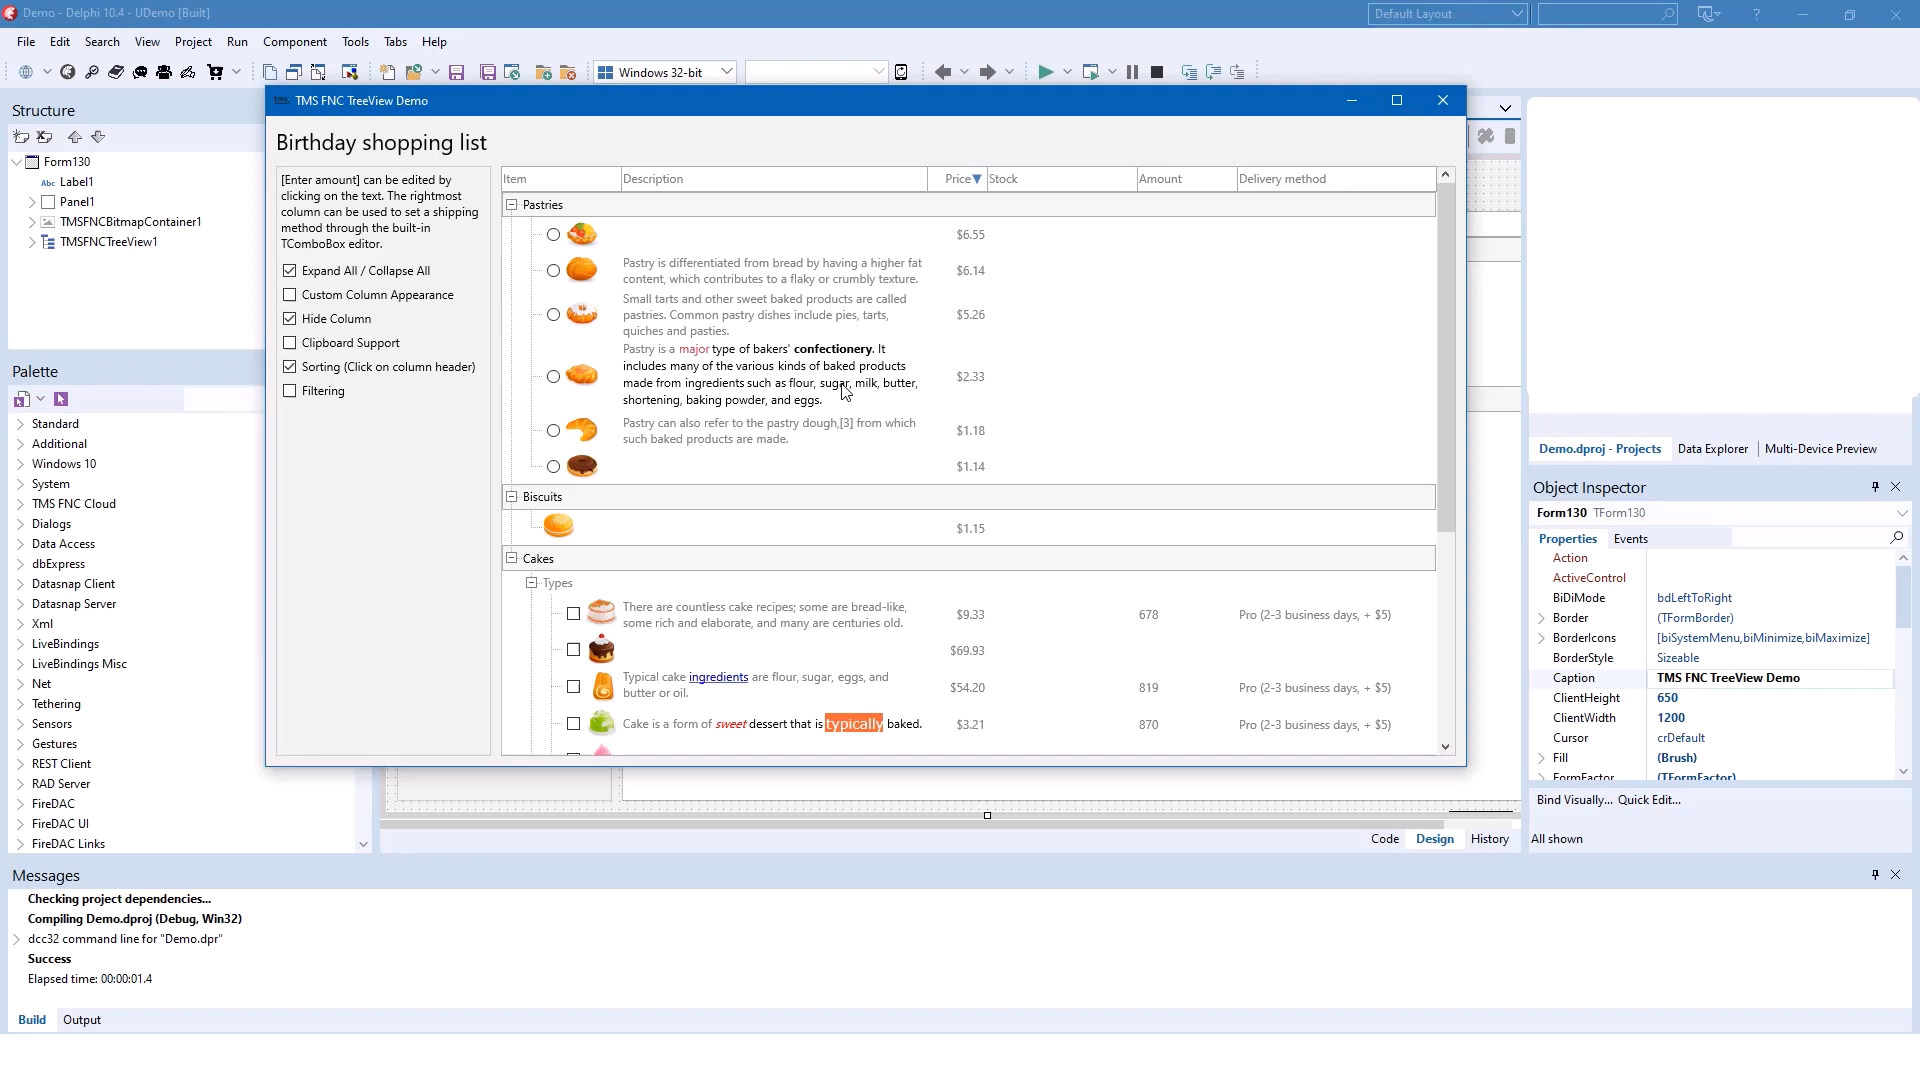 Demo - Delphi 10.4 - UDemo [Built]
Default Layout
File Edit Search View Project Run Component Tools Tabs Help
Windows 32-bit
Structure
Form130
Abc Label1
Panel1
TMSFNCBitmapContainer1
TMSFNCTreeView1
Palette
Standard
Additional
Windows 10
System
TMS FNC Cloud
Dialogs
Data Access
dbExpress
Datasnap Client
Datasnap Server
Xml
LiveBindings
LiveBindings Misc
Net
Tethering
Sensors
Gestures
REST Client
RAD Server
FireDAC
FireDAC UI
FireDAC Links
TMS FNC TreeView Demo
Birthday shopping list
[Enter amount] can be edited by
clicking on the text. The rightmost
column can be used to set a shipping
method through the built-in
TComboBox editor.
Expand All / Collapse All
Custom Column Appearance
Hide Column
Clipboard Support
Sorting (Click on column header)
Filtering
Item Description Price Stock Amount Delivery method
Pastries
$6.55
Pastry is differentiated from bread by having a higher fat
content, which contributes to a flaky or crumbly texture.
$6.14
Small tarts and other sweet baked products are called
pastries. Common pastry dishes include pies, tarts,
quiches and pasties.
$5.26
Pastry is a major type of bakers' confectionery. It
includes many of the various kinds of baked products
made from ingredients such as flour, sugar, milk, butter,
shortening, baking powder, and eggs.
$2.33
Pastry can also refer to the pastry dough,[3] from which
such baked products are made.
$1.18
$1.14
Biscuits
$1.15
Cakes
Types
There are countless cake recipes; some are bread-like,
some rich and elaborate, and many are centuries old.
$9.33 678 Pro (2-3 business days, + $5)
$69.93
Typical cake ingredients are flour, sugar, eggs, and
butter or oil.
$54.20 819 Pro (2-3 business days, + $5)
Cake is a form of sweet dessert that is typically baked. $3.21 870 Pro (2-3 business days, + $5)
Code Design History
Demo.dproj - Projects Data Explorer Multi-Device Preview
Object Inspector
Form130 TForm130
Properties Events
Action
ActiveControl
BiDiMode bdLeftToRight
Border (TFormBorder)
BorderIcons [biSystemMenu,biMinimize,biMaximize]
BorderStyle Sizeable
Caption TMS FNC TreeView Demo
ClientHeight 650
ClientWidth 1200
Cursor crDefault
Fill (Brush)
FormFactor (TFormFactor)
Bind Visually... Quick Edit...
All shown
Messages
Checking project dependencies...
Compiling Demo.dproj (Debug, Win32)
dcc32 command line for "Demo.dpr"
Success
Elapsed time: 00:00:01.4
Build Output